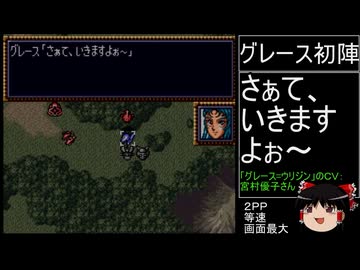 グレース「さぁて、いきますよぉ～」
グレース初陣
さぁて、
いきます
よぉ～
「グレース=ウリジン」のCV:
宮村優子さん
2PP
等速
画面最大